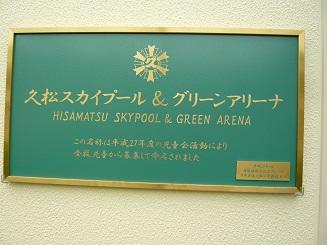 久
久松スカイプール & グリーンアリーナ
HISAMATSU SKYPOOL & GREEN ARENA
この名称は平成27年度の児童会活動により
全校児童から募集して命名されました